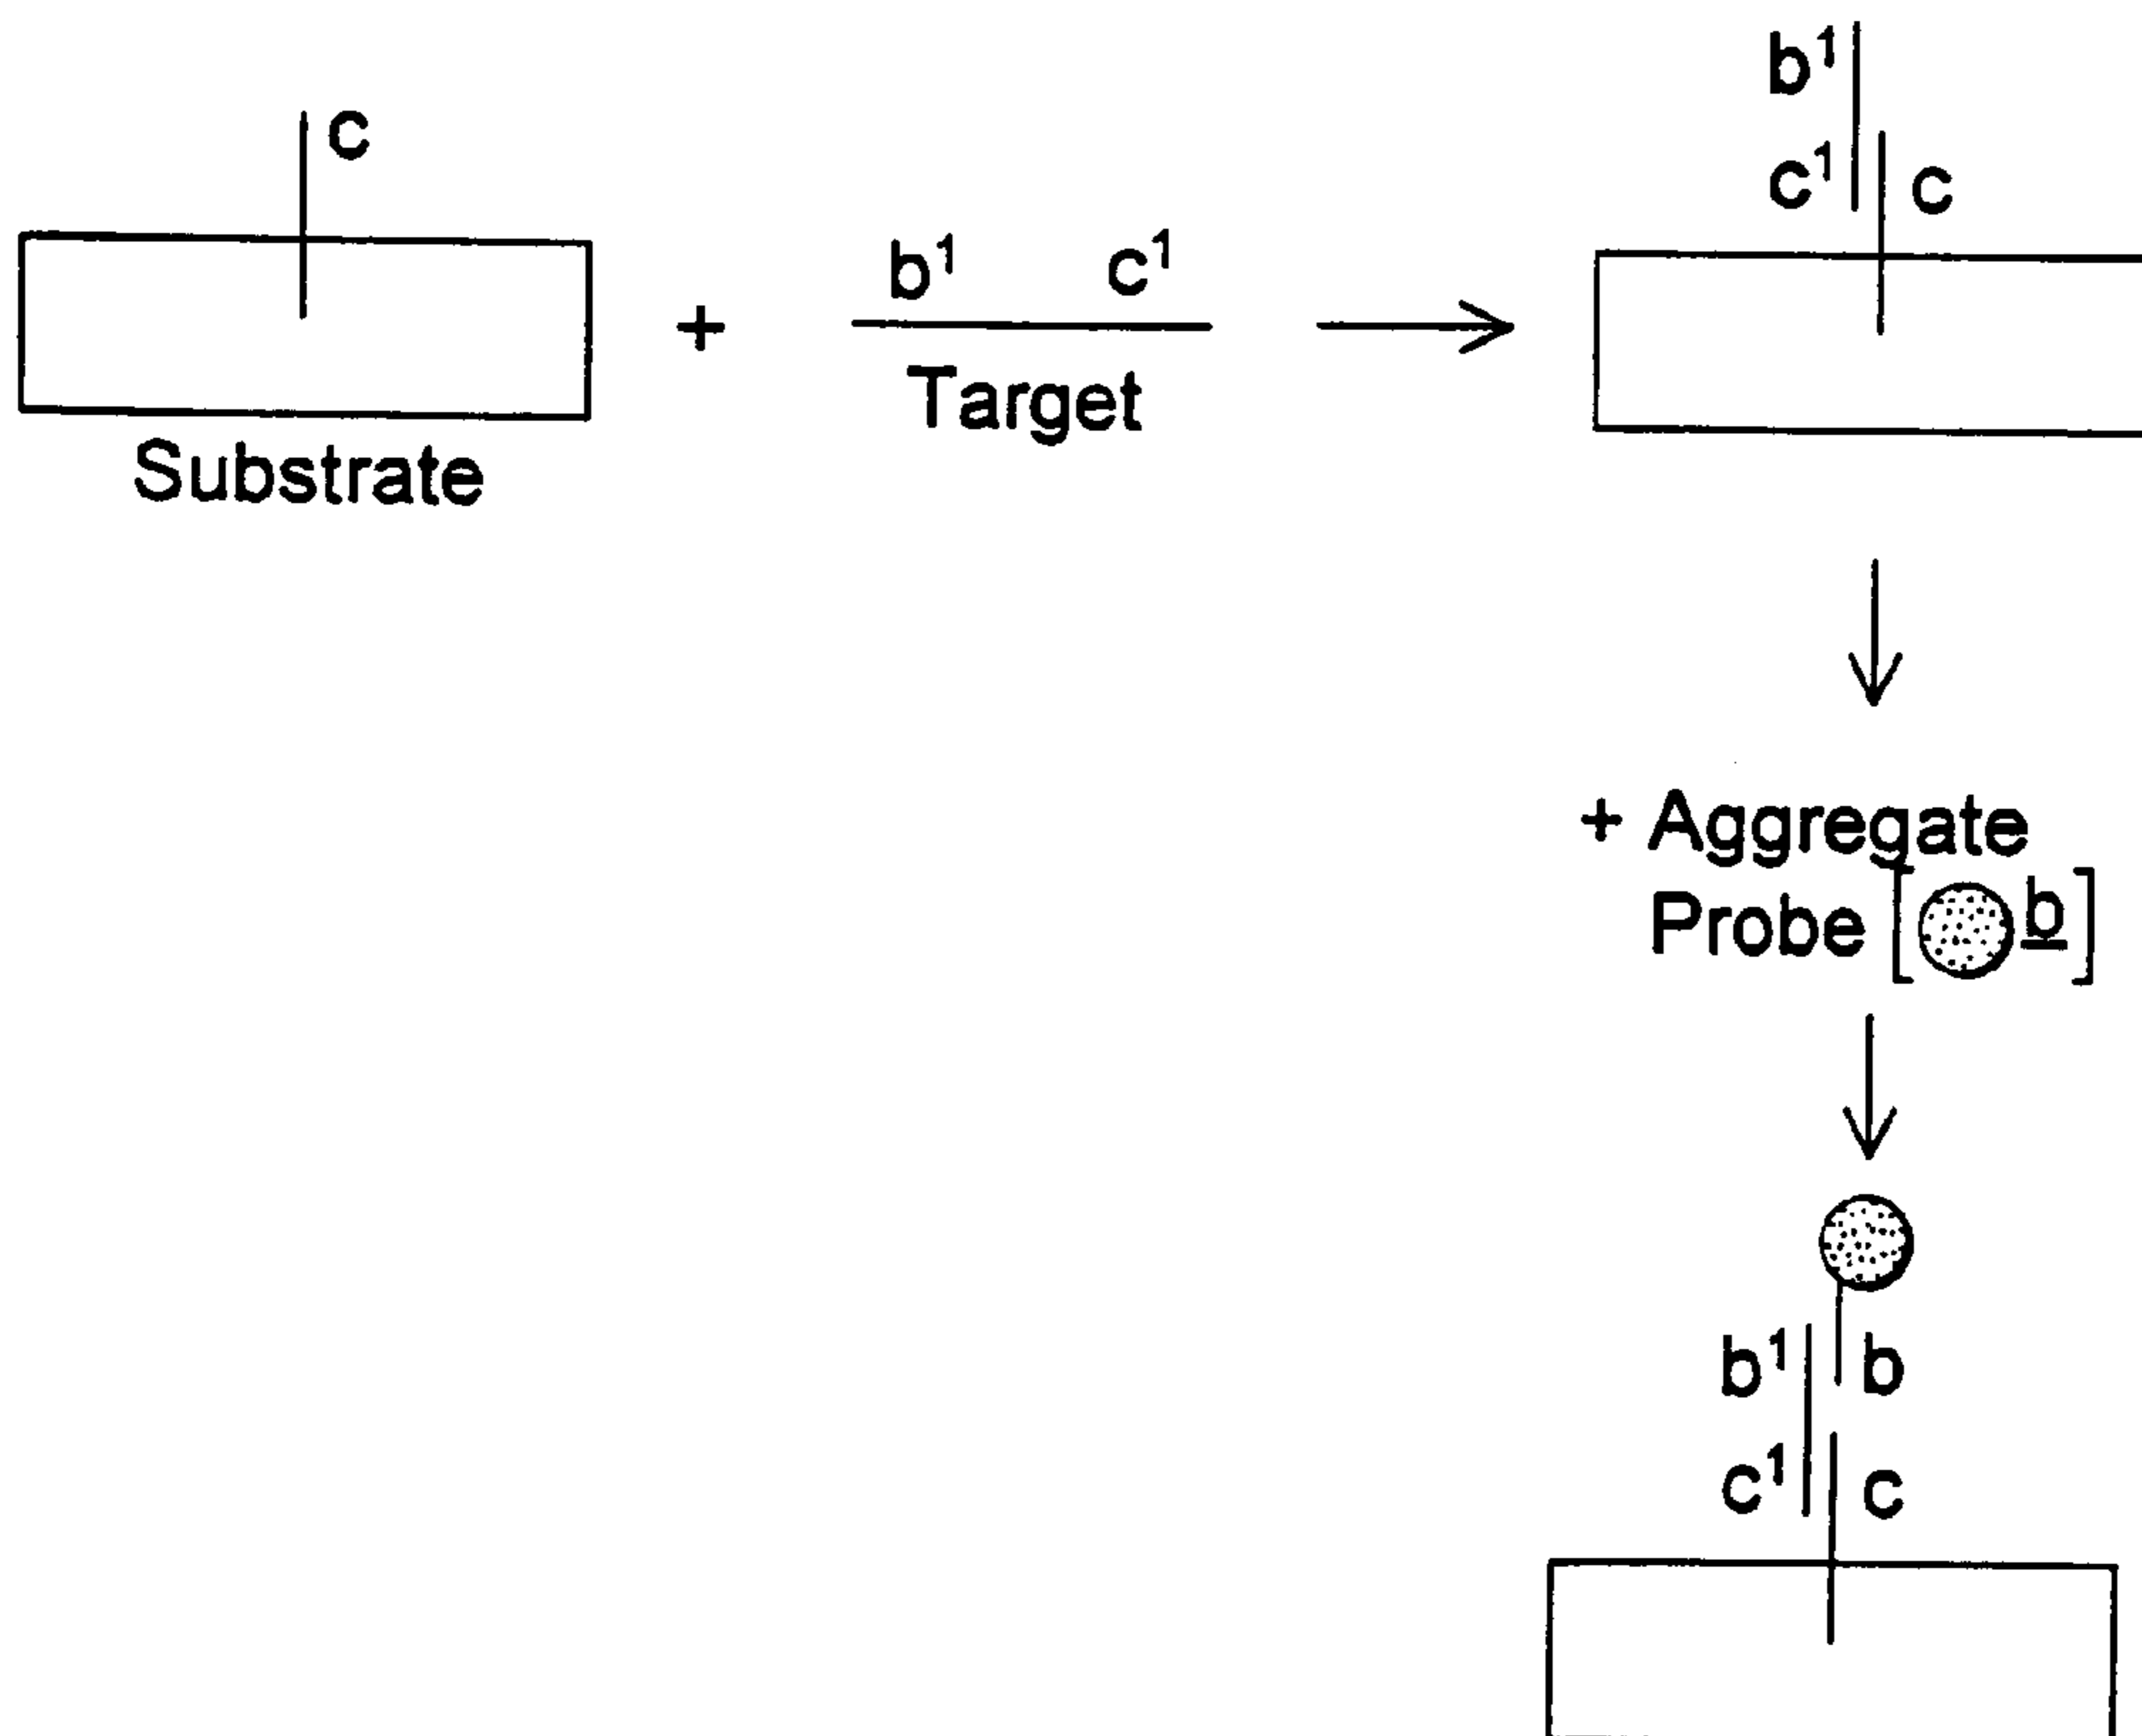 c
Substrate
+
b¹ c¹
Target
b¹
c¹ c
+ Aggregate
Probe [ b ]
b¹ b
c¹ c